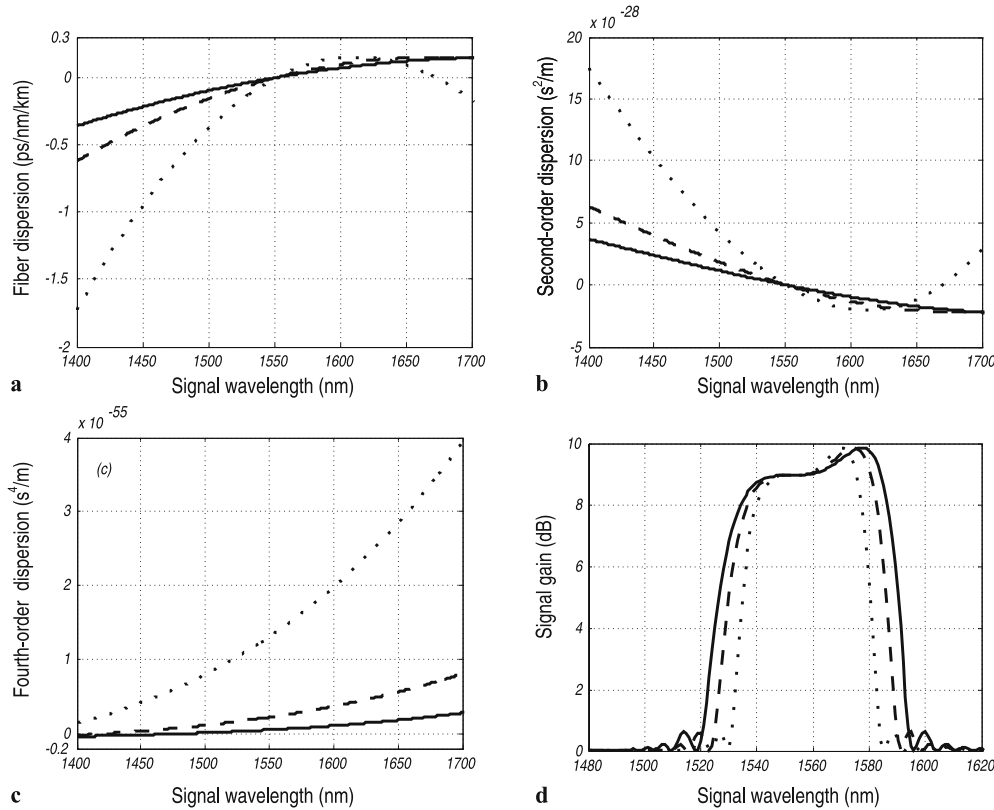 0.3
0
-0.5
-1
-1.5
-2
Fiber dispersion (ps/nm/km)
1400 1450 1500 1550 1600 1650 1700
Signal wavelength (nm)
a
x 10 -28
20
15
10
5
0
-5
Second-order dispersion (s²/m)
1400 1450 1500 1550 1600 1650 1700
Signal wavelength (nm)
b
x 10 -55
4
3
2
1
0
-0.2
(c)
Fourth-order dispersion (s⁴/m)
1400 1450 1500 1550 1600 1650 1700
Signal wavelength (nm)
c
10
8
6
4
2
0
Signal gain (dB)
1480 1500 1520 1540 1560 1580 1600 1620
Signal wavelength (nm)
d